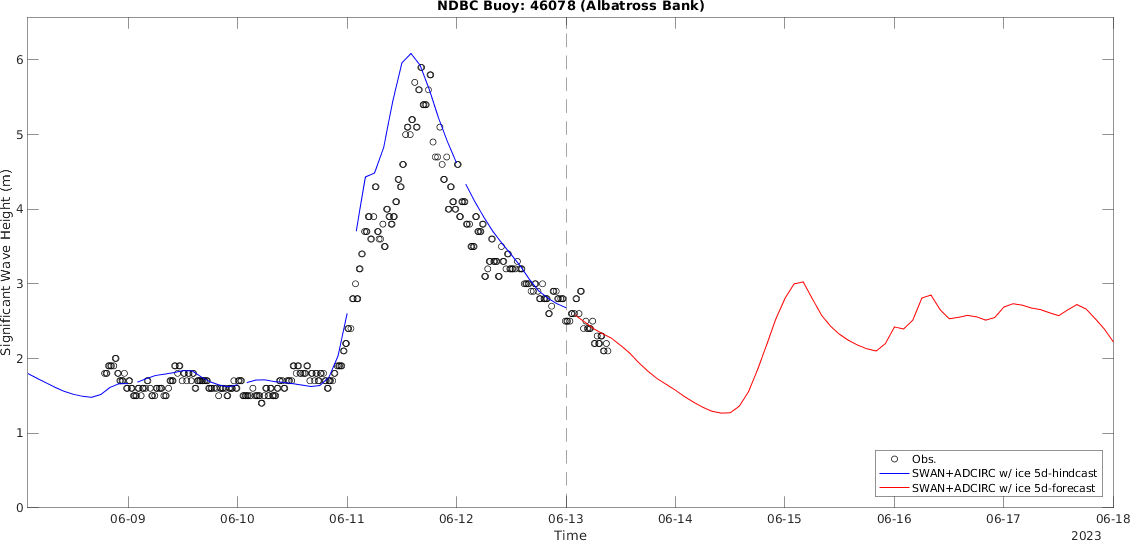 NDBC Buoy: 46078 (Albatross Bank)
Significant Wave Height (m)
6
5
4
3
2
1
0
Obs.
SWAN+ADCIRC w/ ice 5d-hindcast
SWAN+ADCIRC w/ ice 5d-forecast
06-09 06-10 06-11 06-12 06-13 06-14 06-15 06-16 06-17 06-18
Time
2023